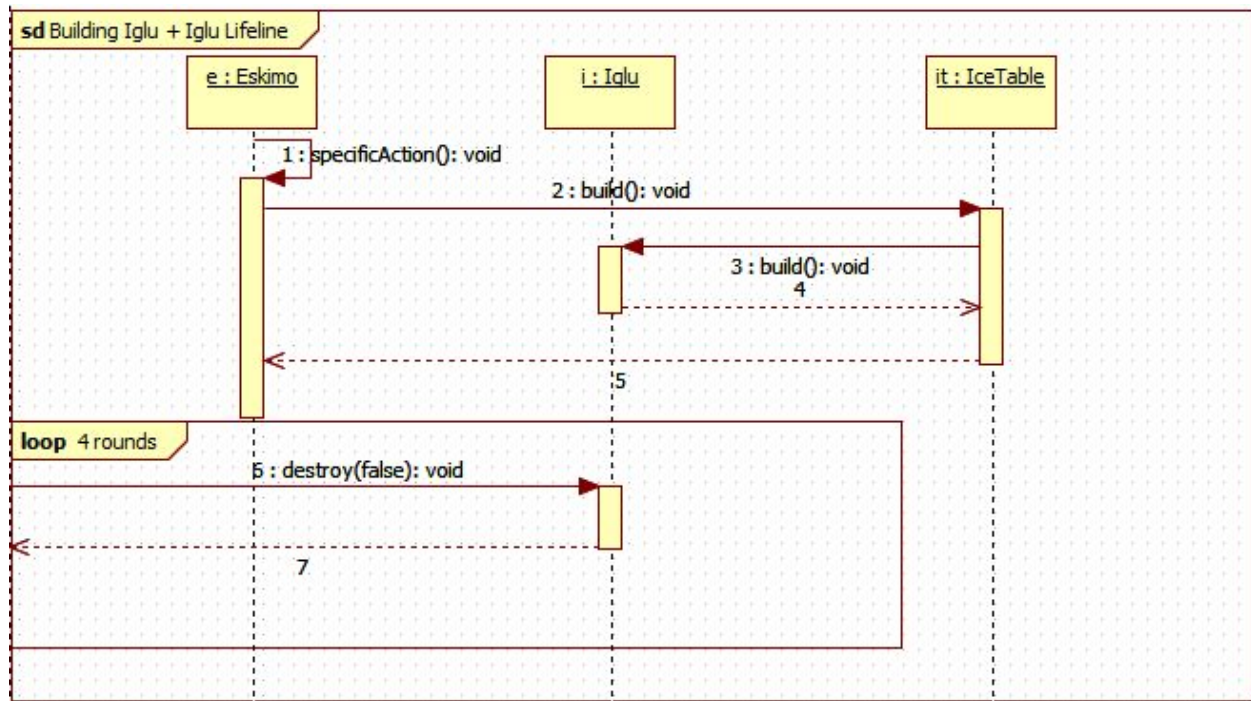 sd Building Iglu + Iglu Lifeline
e : Eskimo
i : Iglu
it : IceTable
1 : specificAction(): void
2 : build(): void
3 : build(): void
4
5
loop 4 rounds
6 : destroy(false): void
7